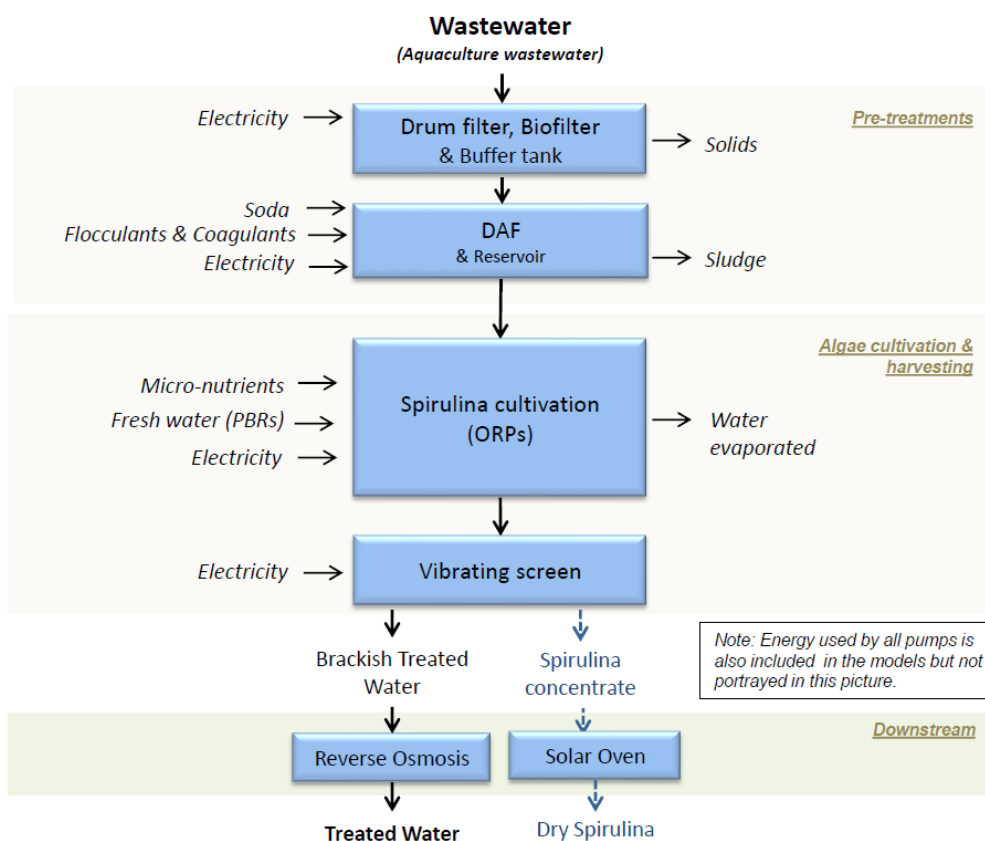 Wastewater
(Aquaculture wastewater)
Electricity
Drum filter, Biofilter
& Buffer tank
Solids
Pre-treatments
Soda
Flocculants & Coagulants
Electricity
DAF
& Reservoir
Sludge
Algae cultivation &
harvesting
Micro-nutrients
Fresh water (PBRs)
Electricity
Spirulina cultivation
(ORPs)
Water
evaporated
Electricity
Vibrating screen
Brackish Treated
Water
Spirulina
concentrate
Note: Energy used by all pumps is
also included in the models but not
portrayed in this picture.
Downstream
Reverse Osmosis
Solar Oven
Treated Water
Dry Spirulina